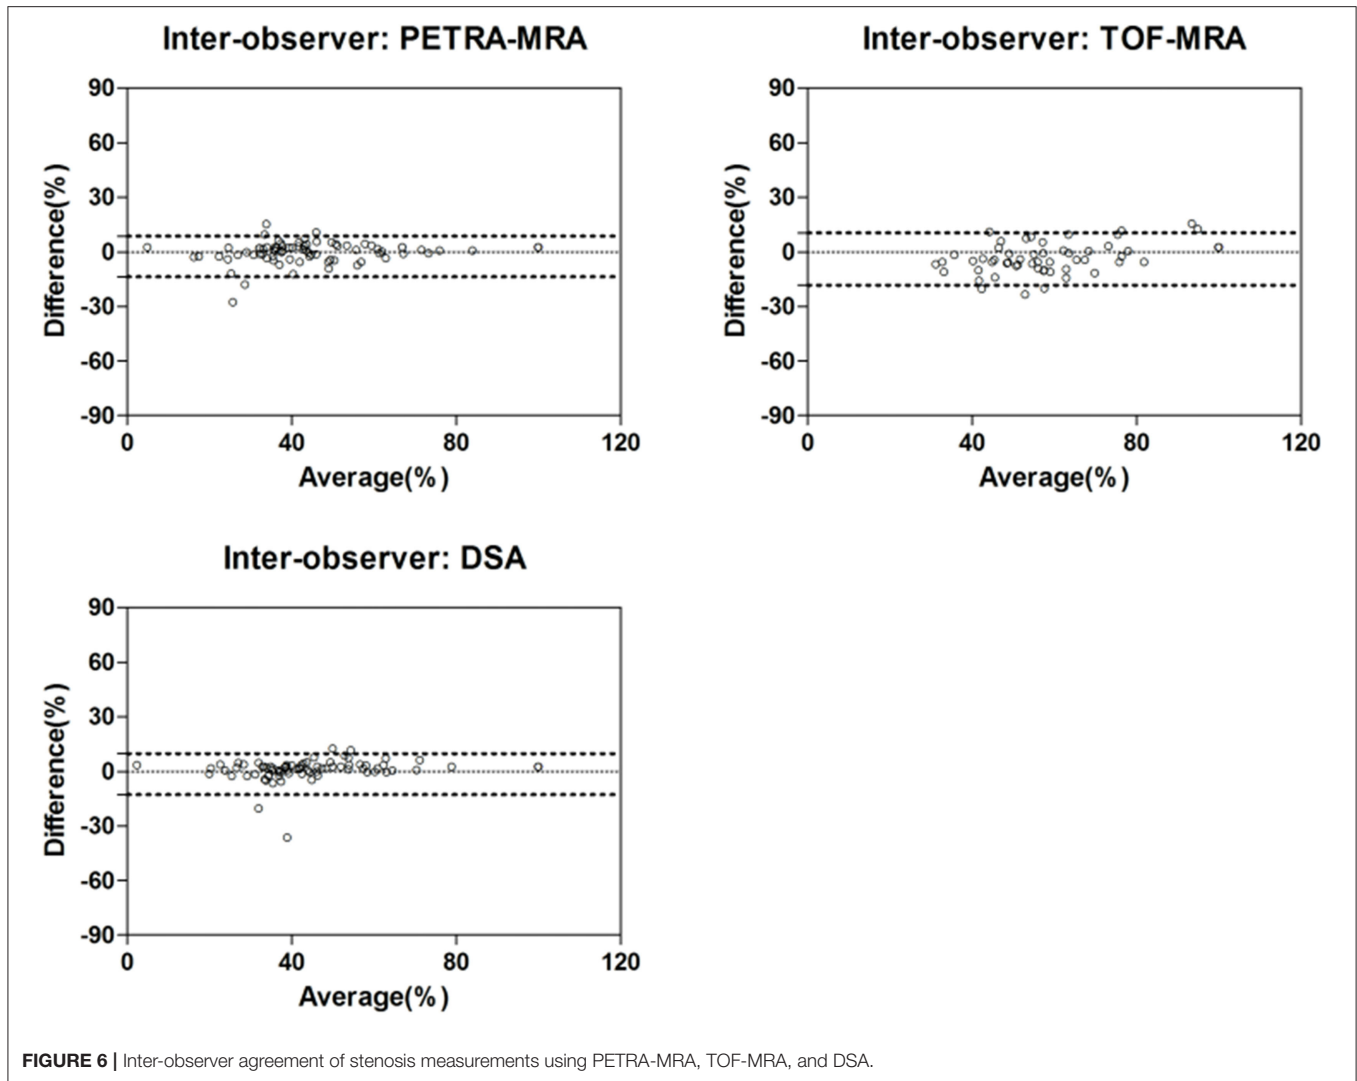 Inter-observer: PETRA-MRA
Difference(%)
90
60
30
0
-30
-60
-90
0 40 80 120
Average(%)
Inter-observer: TOF-MRA
Difference(%)
90
60
30
0
-30
-60
-90
0 40 80 120
Average(%)
Inter-observer: DSA
Difference(%)
90
60
30
0
-30
-60
-90
0 40 80 120
Average(%)
FIGURE 6 | Inter-observer agreement of stenosis measurements using PETRA-MRA, TOF-MRA, and DSA.